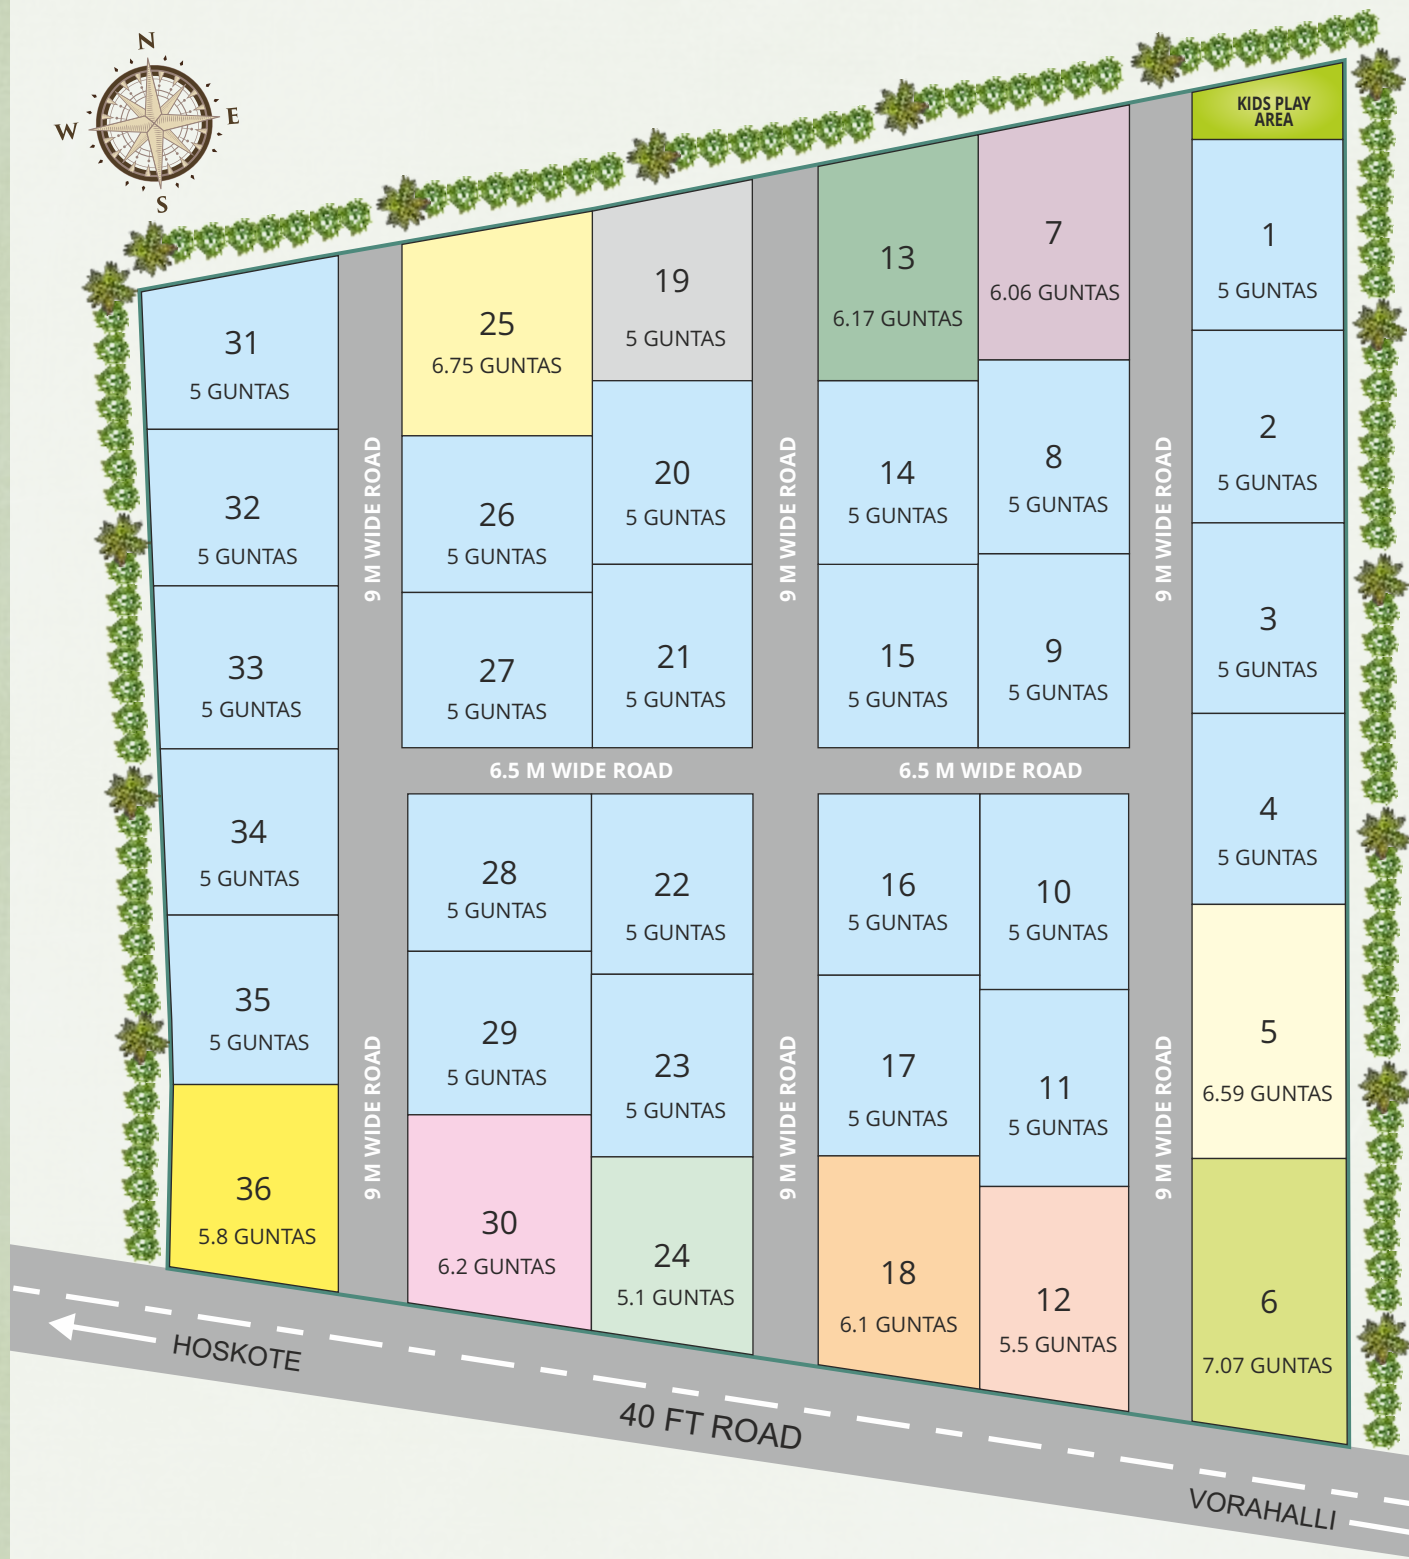 N
W
E
S
KIDS PLAY
AREA
31
5 GUNTAS
32
5 GUNTAS
33
5 GUNTAS
34
5 GUNTAS
35
5 GUNTAS
36
5.8 GUNTAS
9 M WIDE ROAD
9 M WIDE ROAD
25
6.75 GUNTAS
26
5 GUNTAS
27
5 GUNTAS
19
5 GUNTAS
20
5 GUNTAS
21
5 GUNTAS
6.5 M WIDE ROAD
28
5 GUNTAS
29
5 GUNTAS
30
6.2 GUNTAS
22
5 GUNTAS
23
5 GUNTAS
24
5.1 GUNTAS
9 M WIDE ROAD
9 M WIDE ROAD
13
6.17 GUNTAS
14
5 GUNTAS
15
5 GUNTAS
7
6.06 GUNTAS
8
5 GUNTAS
9
5 GUNTAS
6.5 M WIDE ROAD
16
5 GUNTAS
17
5 GUNTAS
18
6.1 GUNTAS
10
5 GUNTAS
11
5 GUNTAS
12
5.5 GUNTAS
9 M WIDE ROAD
9 M WIDE ROAD
1
5 GUNTAS
2
5 GUNTAS
3
5 GUNTAS
4
5 GUNTAS
5
6.59 GUNTAS
6
7.07 GUNTAS
HOSKOTE
40 FT ROAD
VORAHALLI